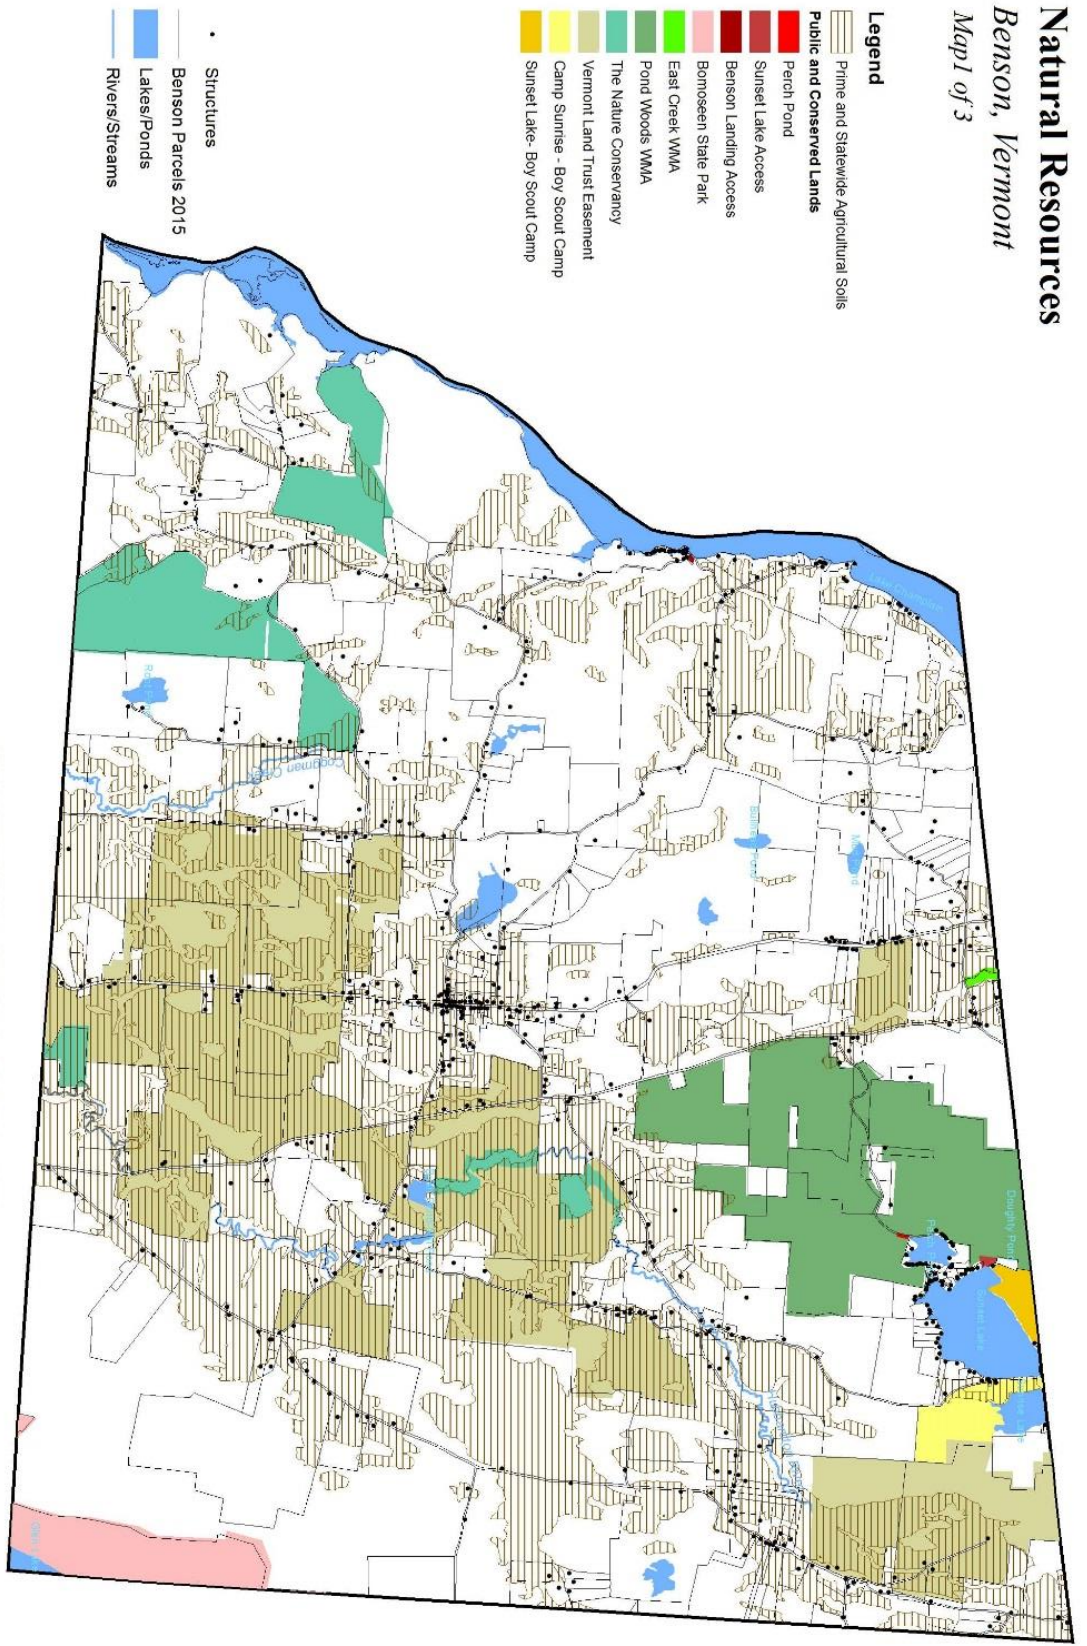 Natural Resources
Benson, Vermont
Map1 of 3
Legend
Prime and Statewide Agricultural Soils
Public and Conserved Lands
Perch Pond
Sunset Lake Access
Benson Landing Access
Bomoseen State Park
East Creek WMA
Pond Woods WMA
The Nature Conservancy
Vermont Land Trust Easement
Camp Sunrise - Boy Scout Camp
Sunset Lake- Boy Scout Camp
Structures
Benson Parcels 2015
Lakes/Ponds
Rivers/Streams
Lake Champlain
Coggman Creek
Doughty Pond
Sunset Lake